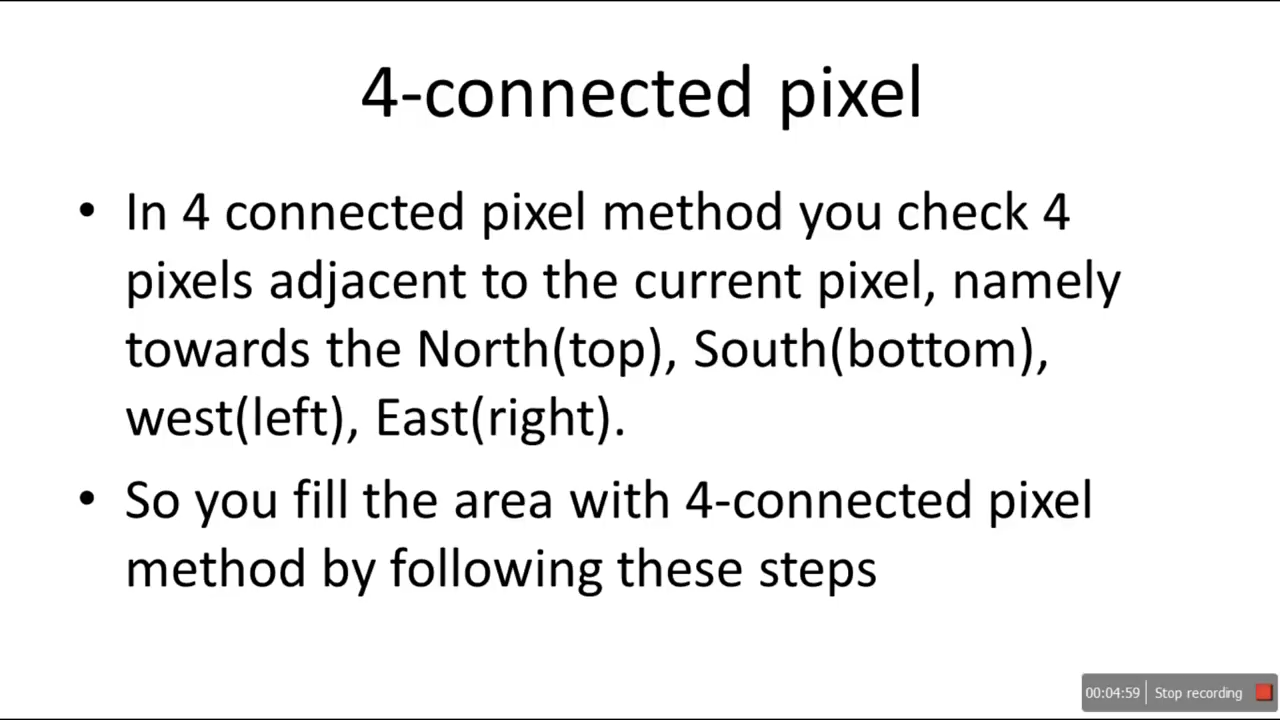 4-connected pixel
• In 4 connected pixel method you check 4
pixels adjacent to the current pixel, namely
towards the North(top), South(bottom),
west(left), East(right).
• So you fill the area with 4-connected pixel
method by following these steps
00:04:59 Stop recording